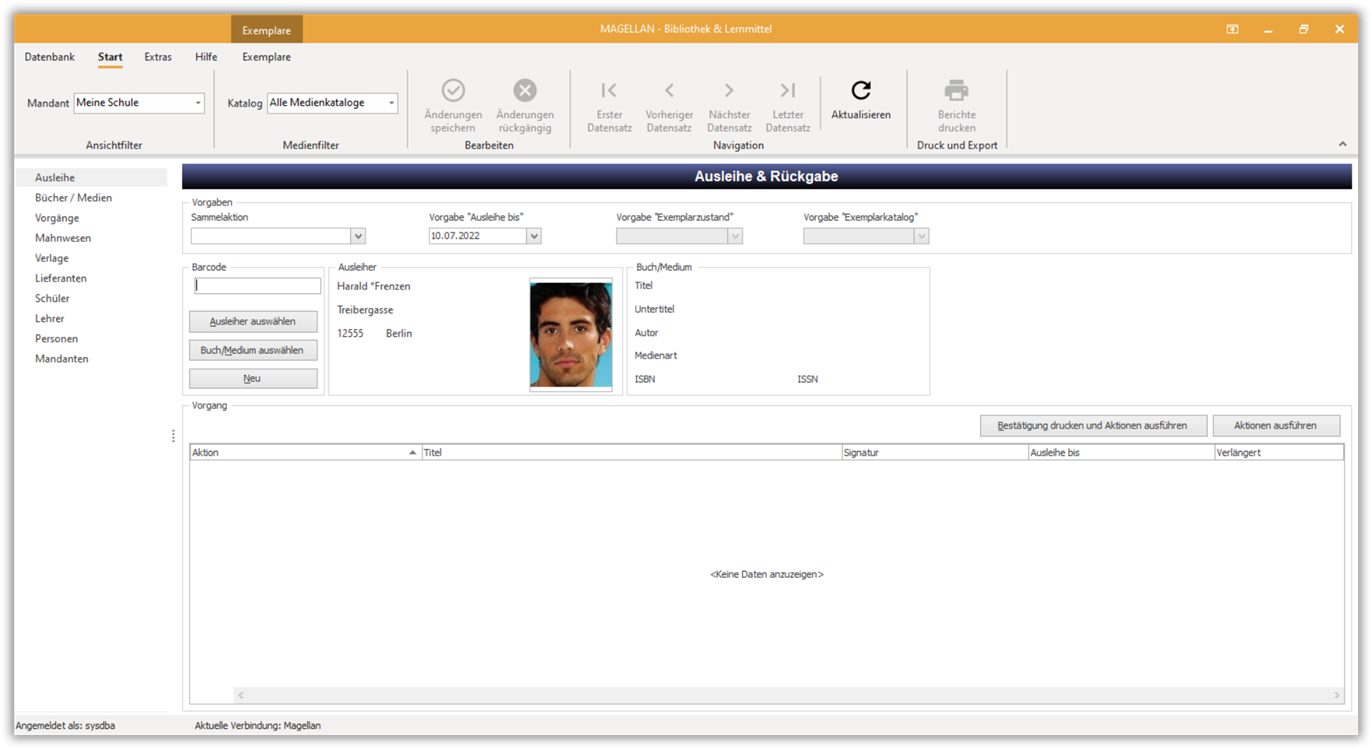 Exemplare
MAGELLAN - Bibliothek & Lernmittel
Datenbank Start Extras Hilfe Exemplare
Mandant Meine Schule
Ansichtfilter
Katalog Alle Medienkataloge
Medienfilter
Änderungen speichern
Änderungen rückgängig
Bearbeiten
Erster Datensatz
Vorheriger Datensatz
Nächster Datensatz
Letzter Datensatz
Aktualisieren
Navigation
Berichte drucken
Druck und Export
Ausleihe
Bücher / Medien
Vorgänge
Mahnwesen
Verlage
Lieferanten
Schüler
Lehrer
Personen
Mandanten
Ausleihe & Rückgabe
Vorgaben
Sammelaktion
Vorgabe "Ausleihe bis"
10.07.2022
Vorgabe "Exemplarzustand"
Vorgabe "Exemplarkatalog"
Barcode
Ausleiher auswählen
Buch/Medium auswählen
Neu
Ausleiher
Harald *Frenzen
Treibergasse
12555 Berlin
Buch/Medium
Titel
Untertitel
Autor
Medienart
ISBN ISSN
Vorgang
Bestätigung drucken und Aktionen ausführen
Aktionen ausführen
Aktion Titel Signatur Ausleihe bis Verlängert
<Keine Daten anzuzeigen>
Angemeldet als: sysdba
Aktuelle Verbindung: Magellan